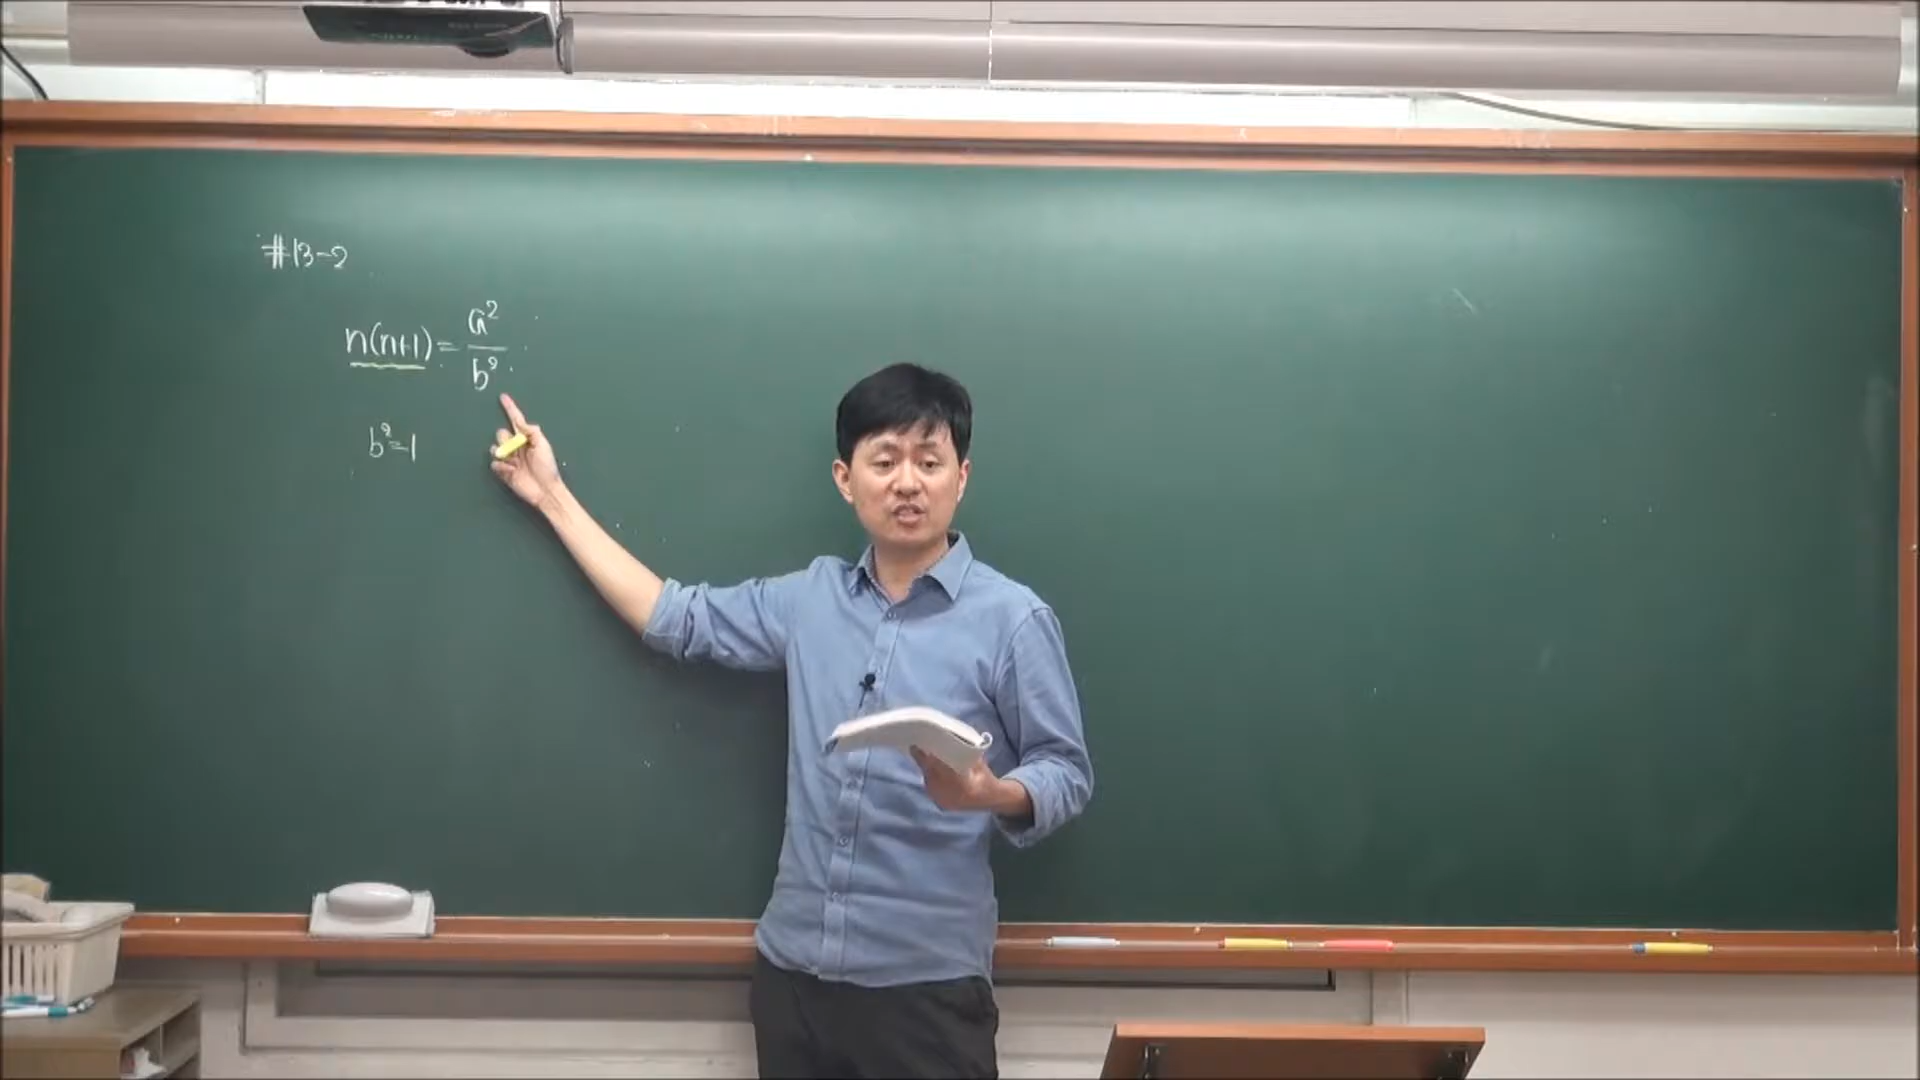 #13-2
n(n+1) = a²/b²
b²=1